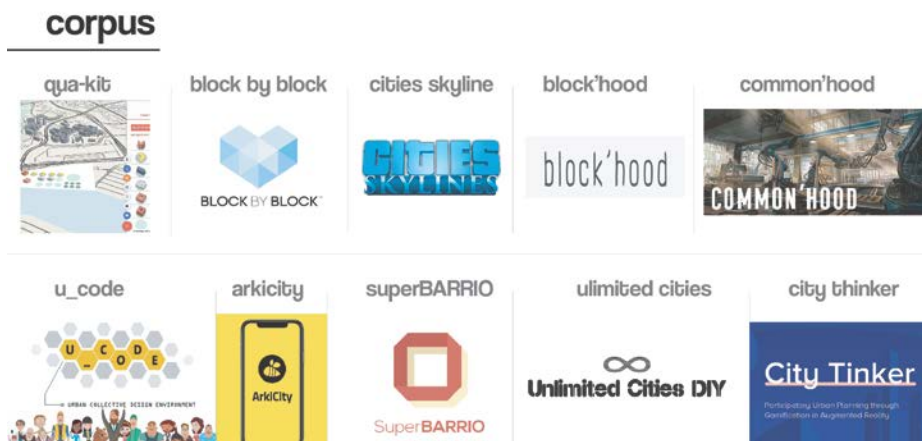 corpus
qua-kit block by block cities skyline block'hood common'hood
BLOCK BY BLOCK™
CITIES
SKYLINES
block'hood
COMMON'HOOD
u_code arkicity superBARRIO ulimited cities city thinker
U_CODE
URBAN COLLECTIVE DESIGN ENVIRONMENT
ArkiCity
SuperBARRIO
Unlimited Cities DIY
City Tinker
Participatory Urban Planning through
Gamification in Augmented Reality